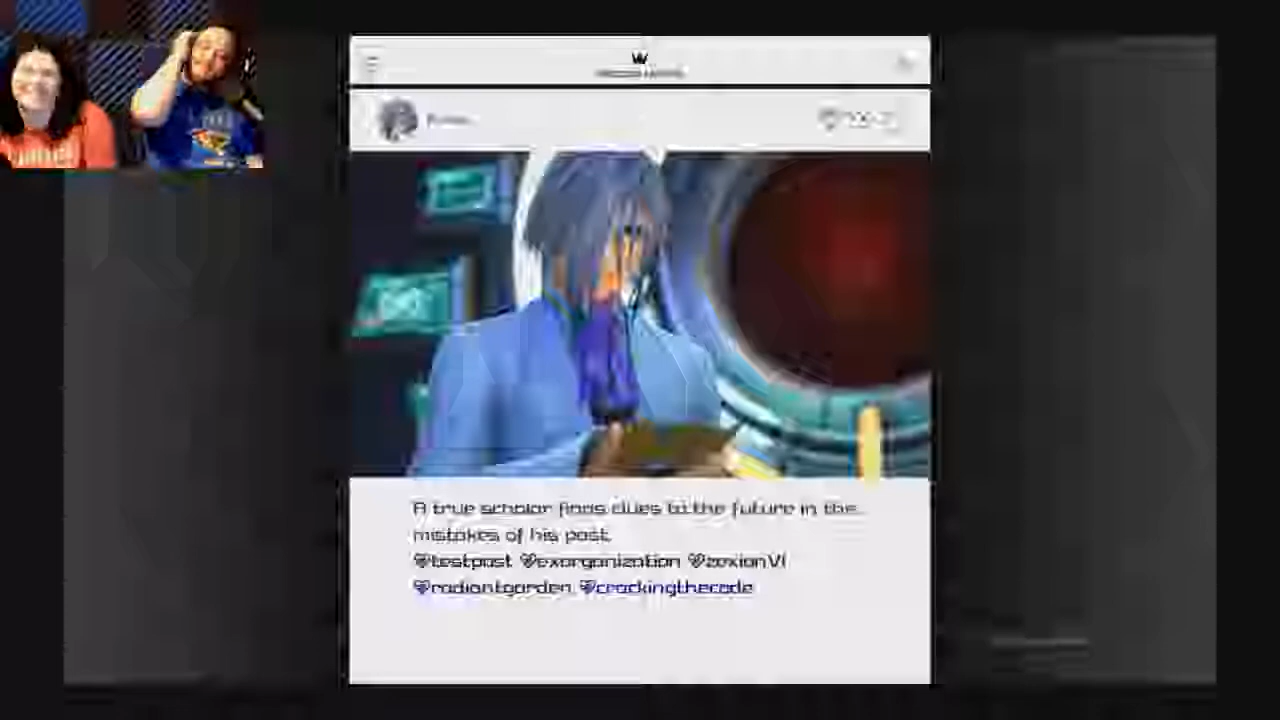 A true scholar finds clues to the future in the
mistakes of his past.
testpost exorganization zexionVI
radiantgarden crackingthecode